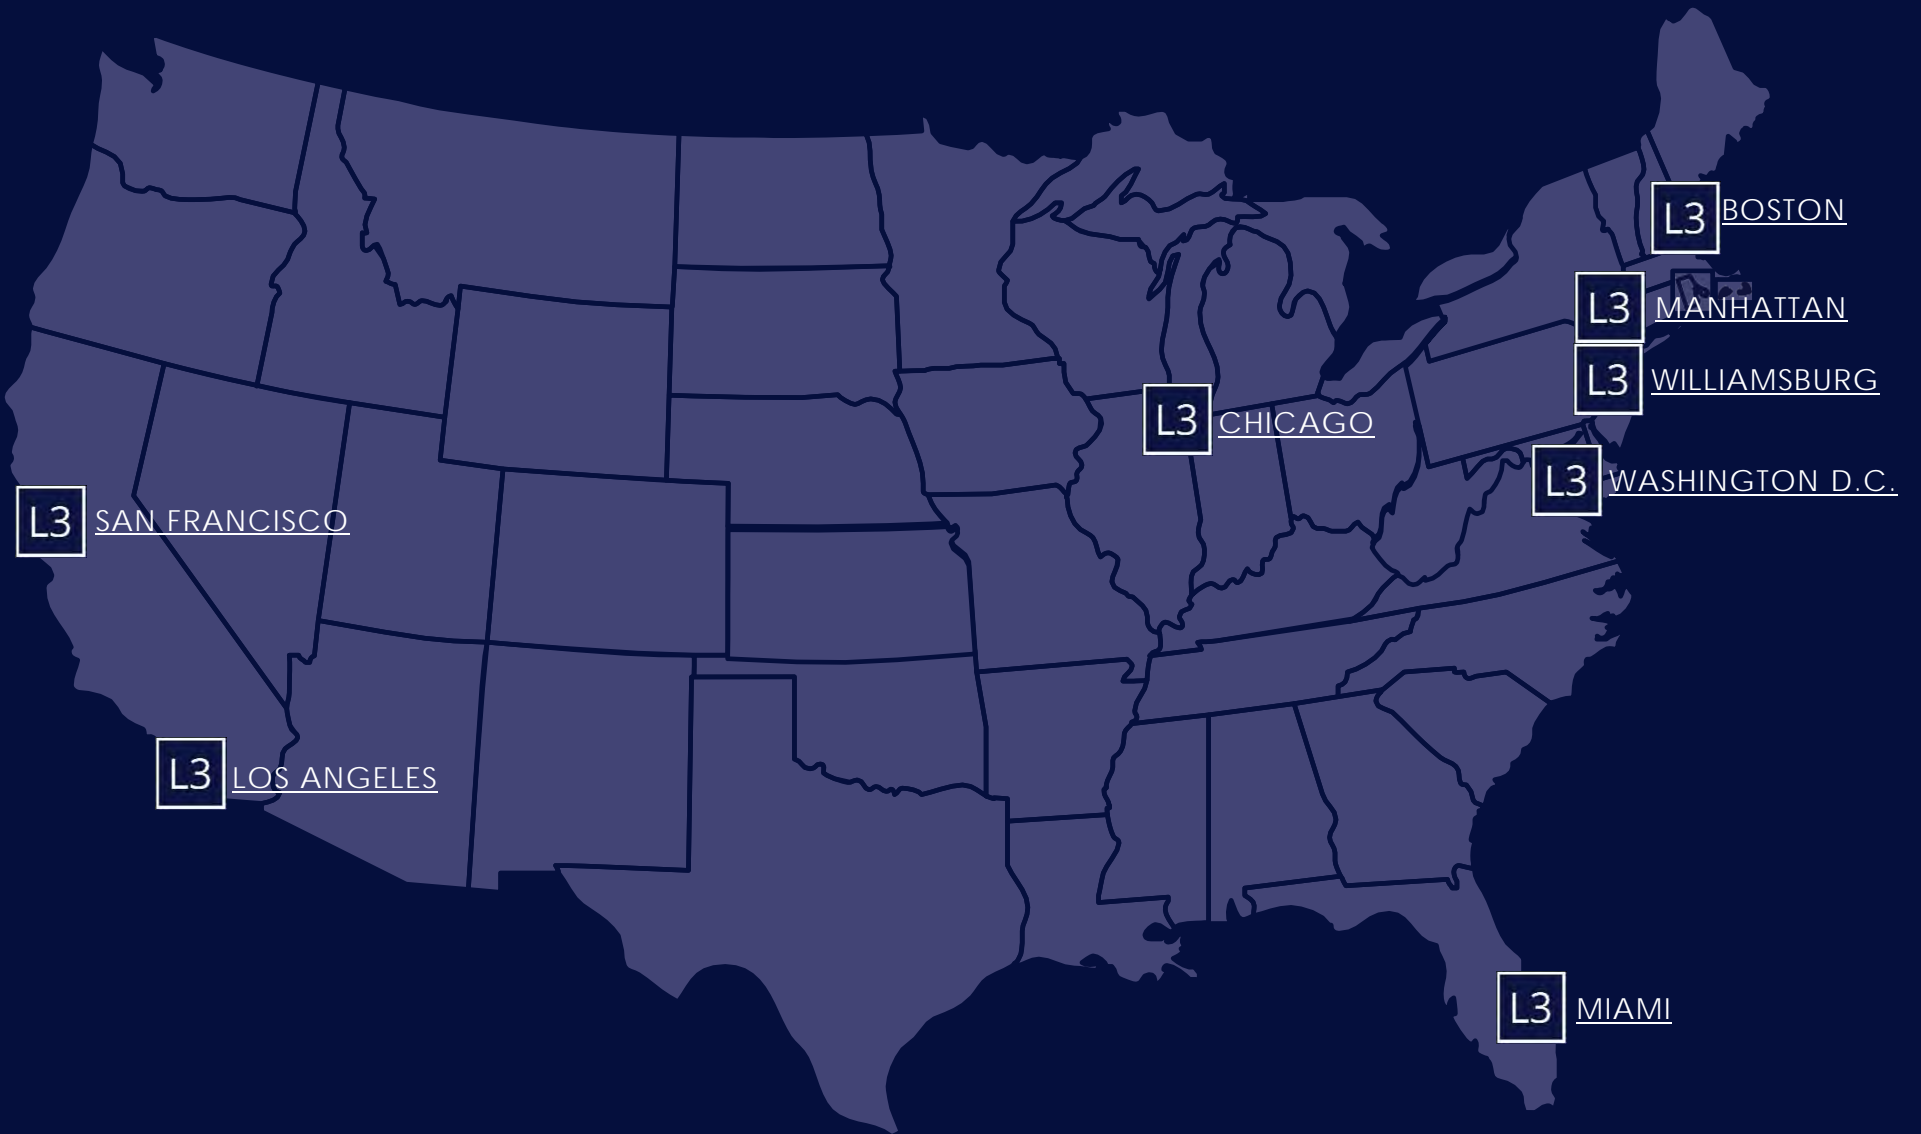 L3 BOSTON
L3 MANHATTAN
L3 WILLIAMSBURG
L3 CHICAGO
L3 WASHINGTON D.C.
L3 SAN FRANCISCO
L3 LOS ANGELES
L3 MIAMI